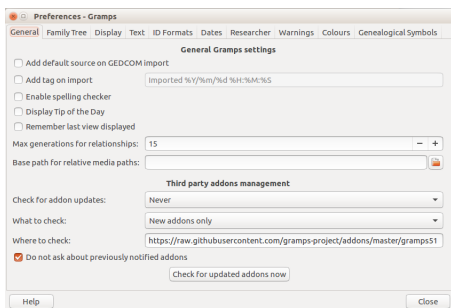 Preferences - Gramps
General Family Tree Display Text ID Formats Dates Researcher Warnings Colours Genealogical Symbols
General Gramps settings
Add default source on GEDCOM import
Add tag on import Imported %Y/%m/%d %H:%M:%S
Enable spelling checker
Display Tip of the Day
Remember last view displayed
Max generations for relationships: 15 − +
Base path for relative media paths:
Third party addons management
Check for addon updates: Never
What to check: New addons only
Where to check: https://raw.githubusercontent.com/gramps-project/addons/master/gramps51
Do not ask about previously notified addons
Check for updated addons now
Help Close